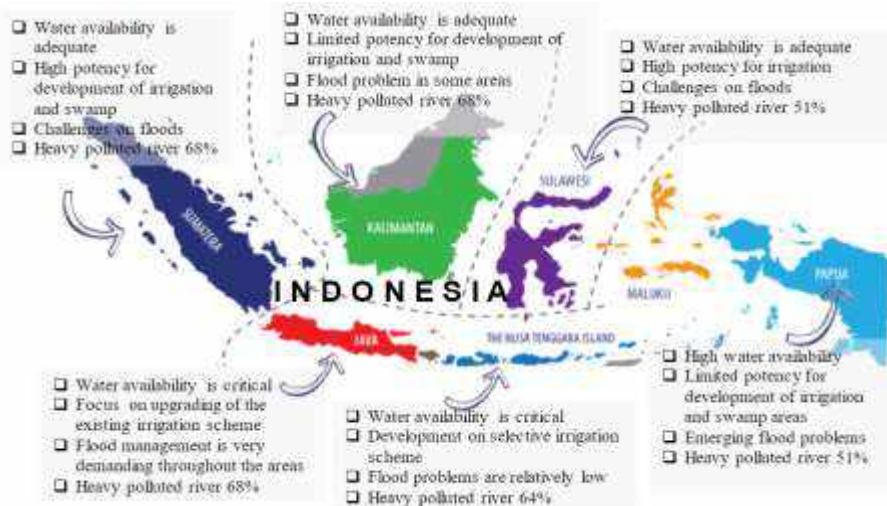 ❑ Water availability is
adequate
❑ High potency for
development of irrigation
and swamp
❑ Challenges on floods
❑ Heavy polluted river 68%
❑ Water availability is adequate
❑ Limited potency for development of
irrigation and swamp
❑ Flood problem in some areas
❑ Heavy polluted river 68%
❑ Water availability is adequate
❑ High potency for irrigation
❑ Challenges on floods
❑ Heavy polluted river 51%
SUMATERA
KALIMANTAN
SULAWESI
MALUKU
PAPUA
INDONESIA
JAVA
THE NUSA TENGGARA ISLAND
❑ Water availability is critical
❑ Focus on upgrading of the
existing irrigation scheme
❑ Flood management is very
demanding throughout the areas
❑ Heavy polluted river 68%
❑ Water availability is critical
❑ Development on selective irrigation
scheme
❑ Flood problems are relatively low
❑ Heavy polluted river 64%
❑ High water availability
❑ Limited potency for
development of irrigation
and swamp areas
❑ Emerging flood problems
❑ Heavy polluted river 51%